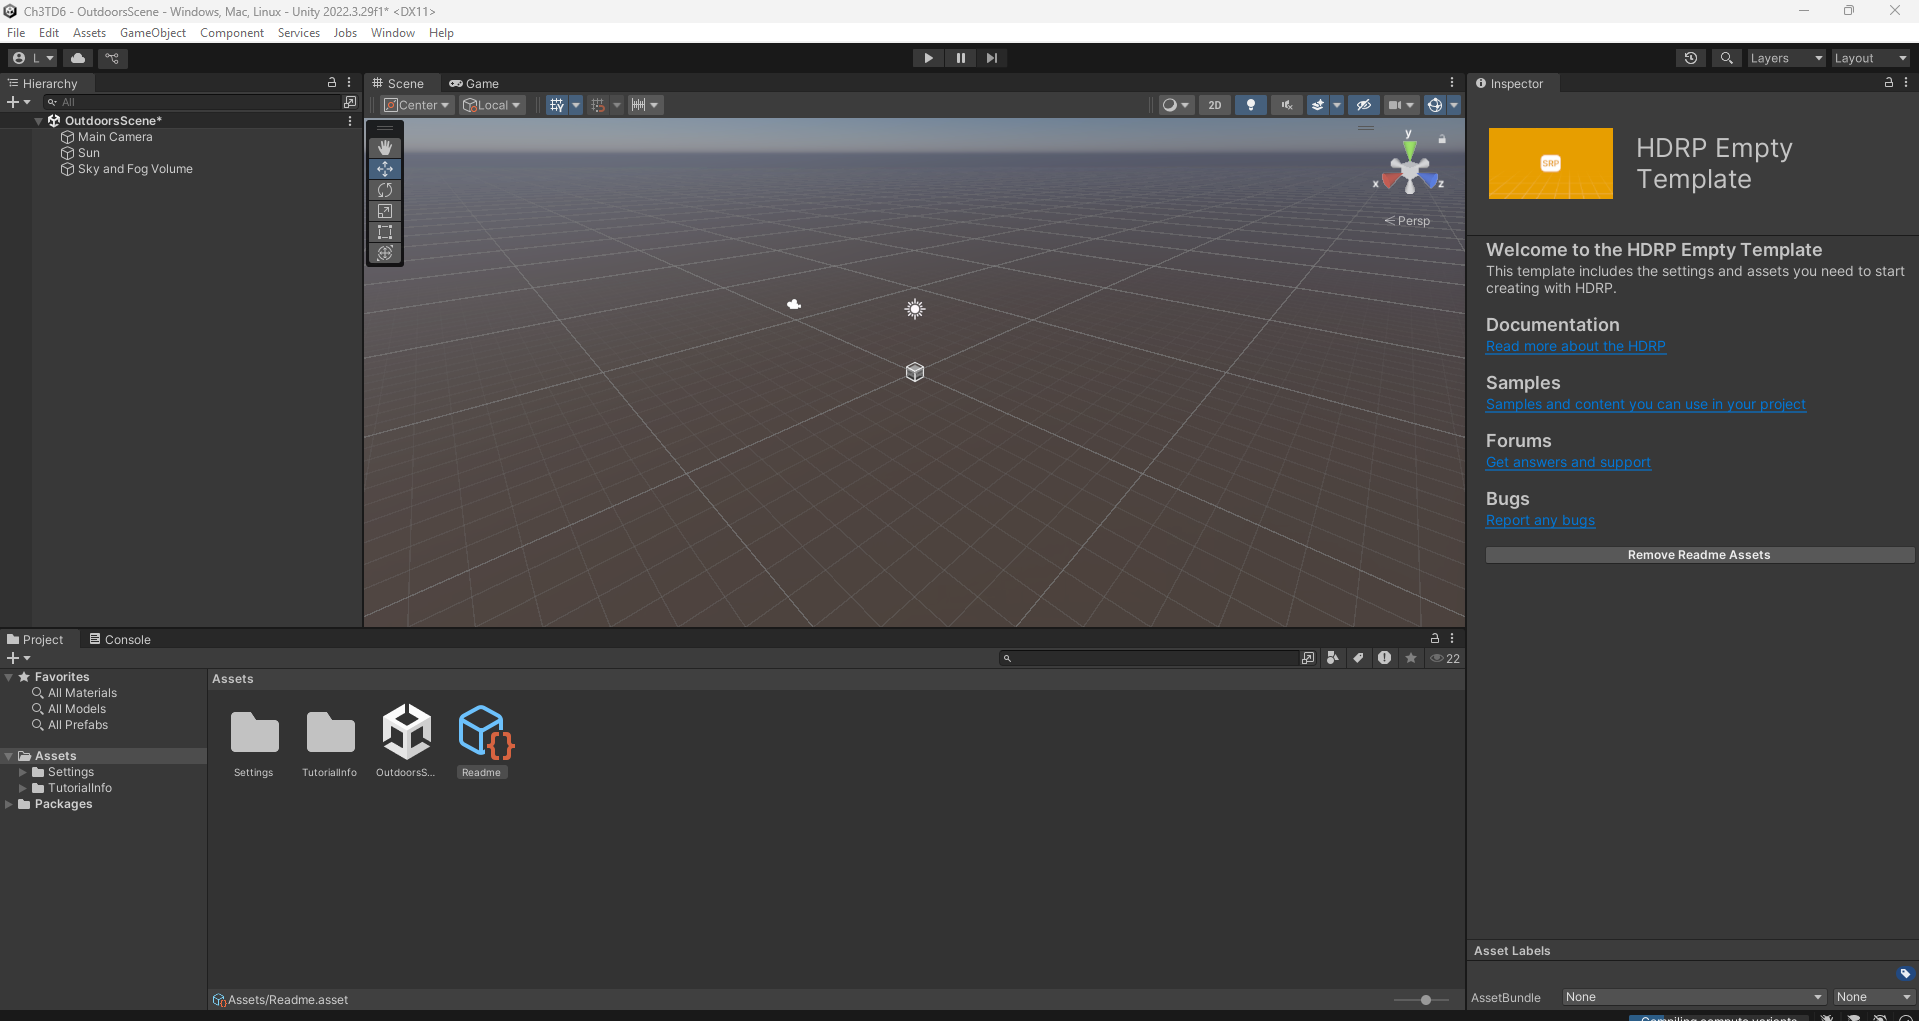 Ch3TD6 - OutdoorsScene - Windows, Mac, Linux - Unity 2022.3.29f1* <DX11>
File Edit Assets GameObject Component Services Jobs Window Help
L Layers Layout
Hierarchy
All
OutdoorsScene*
Main Camera
Sun
Sky and Fog Volume
Scene Game
Center Local 2D
y
x z
Persp
Inspector
SRP
HDRP Empty
Template
Welcome to the HDRP Empty Template
This template includes the settings and assets you need to start
creating with HDRP.
Documentation
Read more about the HDRP
Samples
Samples and content you can use in your project
Forums
Get answers and support
Bugs
Report any bugs
Remove Readme Assets
Project Console
22
Favorites
All Materials
All Models
All Prefabs
Assets
Settings
TutorialInfo
Packages
Assets
Settings TutorialInfo OutdoorsS... Readme
Assets/Readme.asset
Asset Labels
AssetBundle None None
Compiling compute variants